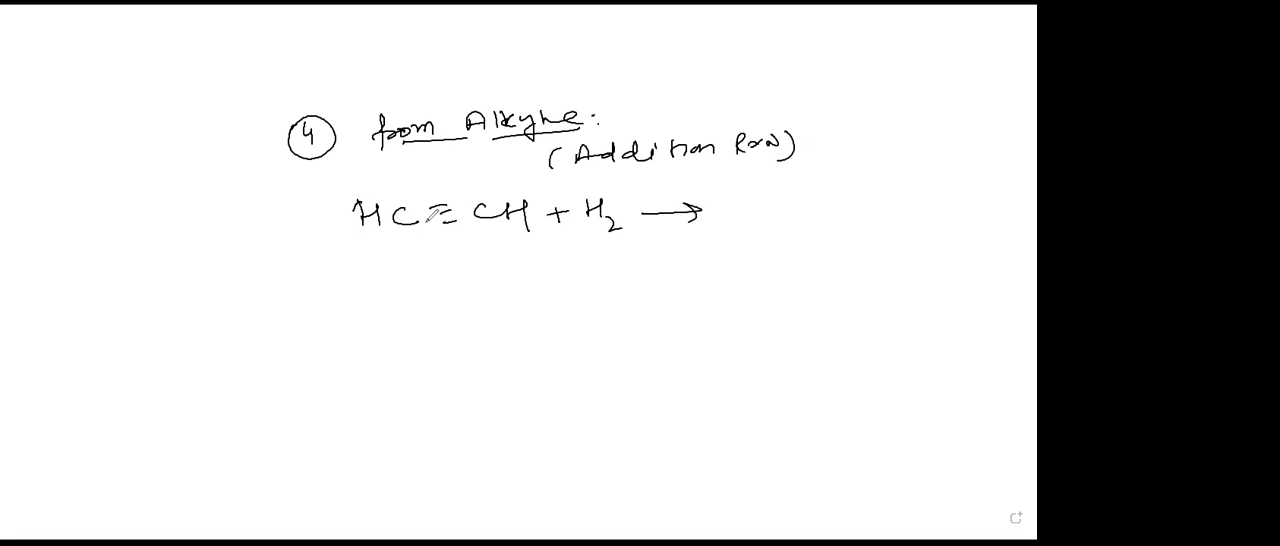 ④ from Alkyne:
(Addition Rxn)
HC≡CH + H₂ →